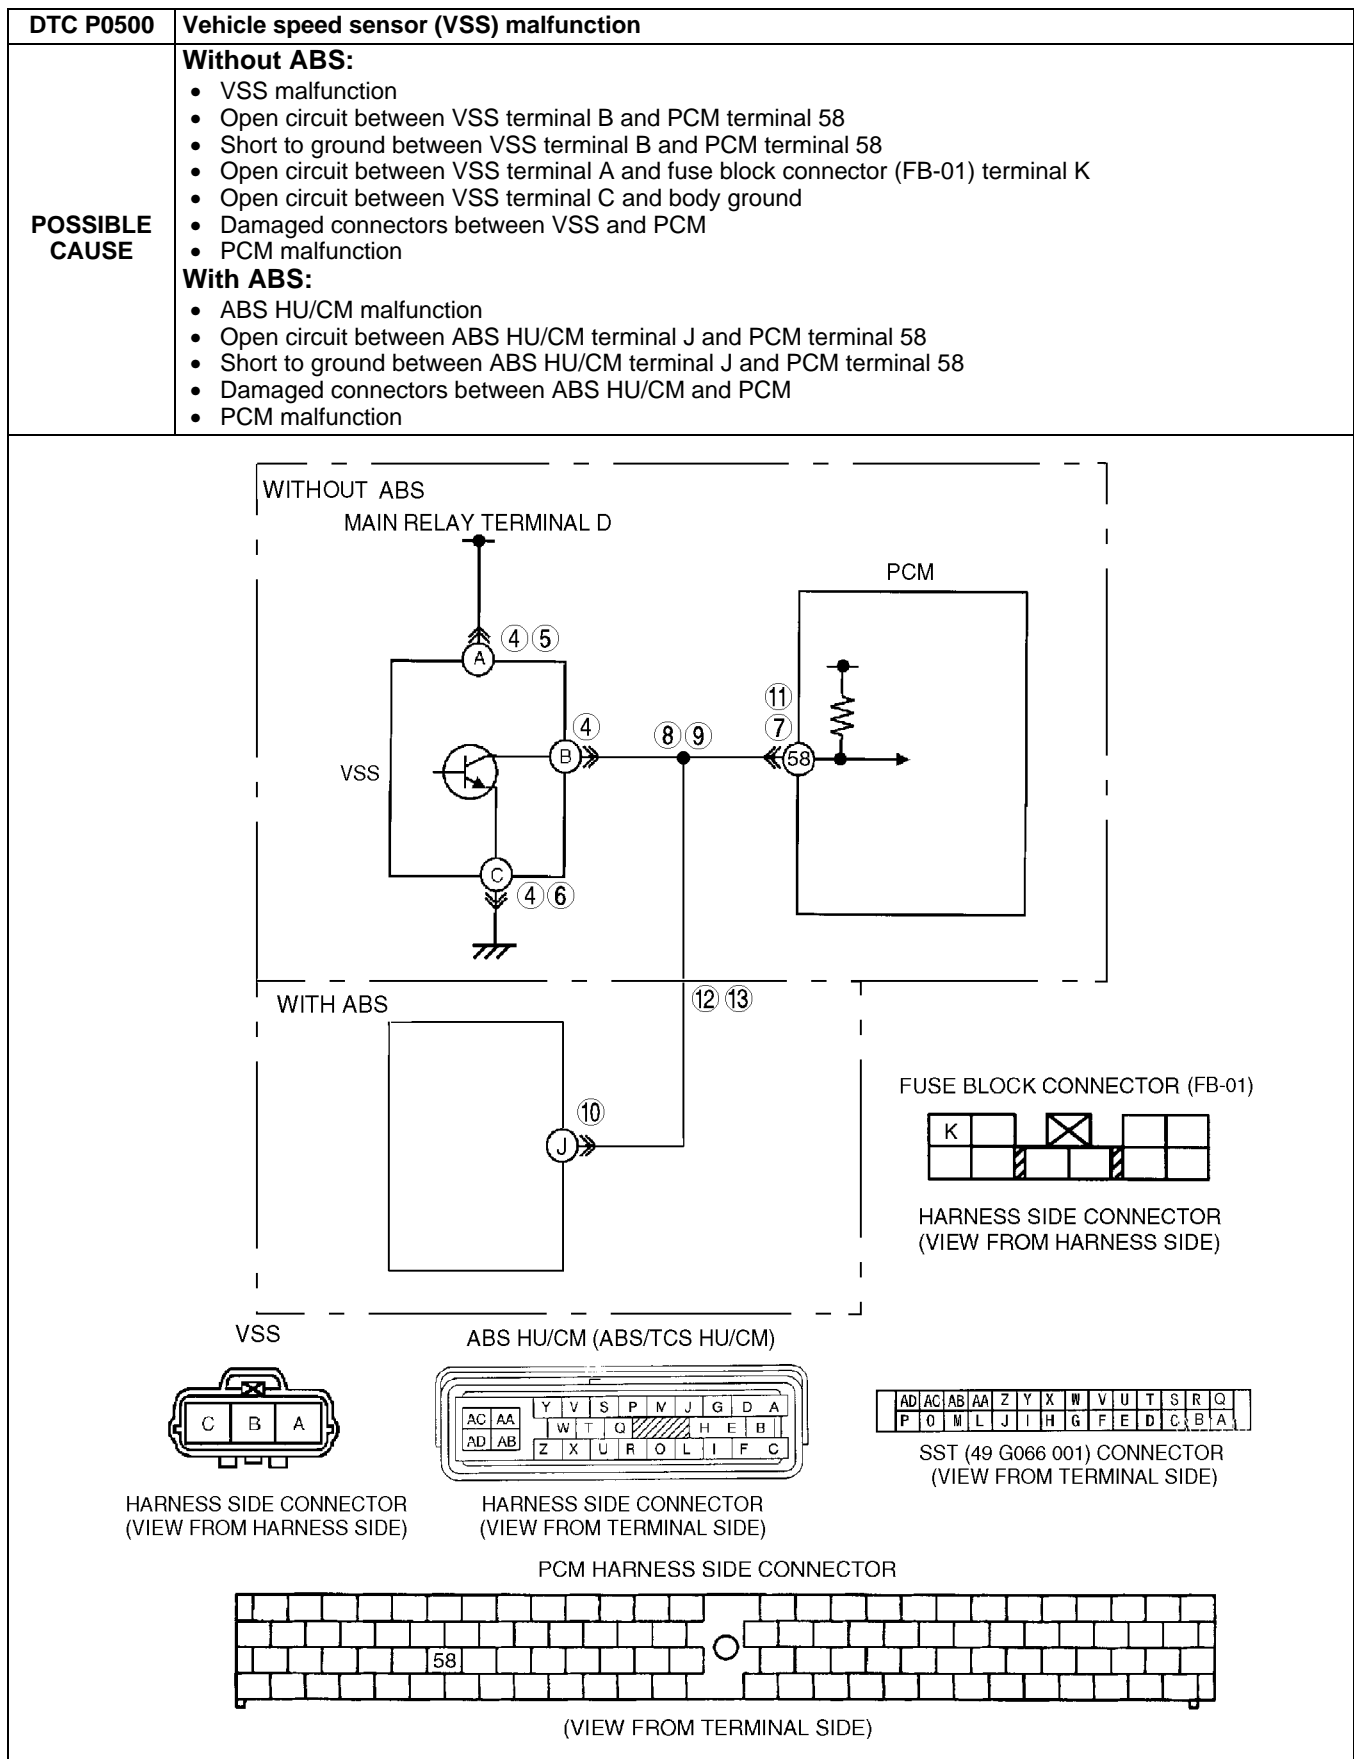 DTC P0500 Vehicle speed sensor (VSS) malfunction
POSSIBLE
CAUSE
Without ABS:
• VSS malfunction
• Open circuit between VSS terminal B and PCM terminal 58
• Short to ground between VSS terminal B and PCM terminal 58
• Open circuit between VSS terminal A and fuse block connector (FB-01) terminal K
• Open circuit between VSS terminal C and body ground
• Damaged connectors between VSS and PCM
• PCM malfunction
With ABS:
• ABS HU/CM malfunction
• Open circuit between ABS HU/CM terminal J and PCM terminal 58
• Short to ground between ABS HU/CM terminal J and PCM terminal 58
• Damaged connectors between ABS HU/CM and PCM
• PCM malfunction
WITHOUT ABS
MAIN RELAY TERMINAL D
PCM
④ ⑤
A
⑪
④
⑧ ⑨
⑦
B
58
VSS
C
④ ⑥
WITH ABS
⑫ ⑬
⑩
J
FUSE BLOCK CONNECTOR (FB-01)
K
HARNESS SIDE CONNECTOR
(VIEW FROM HARNESS SIDE)
VSS
C B A
HARNESS SIDE CONNECTOR
(VIEW FROM HARNESS SIDE)
ABS HU/CM (ABS/TCS HU/CM)
AC AA
AD AB
Y V S P M J G D A
W T Q H E B
Z X U R O L I F C
HARNESS SIDE CONNECTOR
(VIEW FROM TERMINAL SIDE)
AD AC AB AA Z Y X W V U T S R Q
P O M L J I H G F E D C B A
SST (49 G066 001) CONNECTOR
(VIEW FROM TERMINAL SIDE)
PCM HARNESS SIDE CONNECTOR
58
(VIEW FROM TERMINAL SIDE)